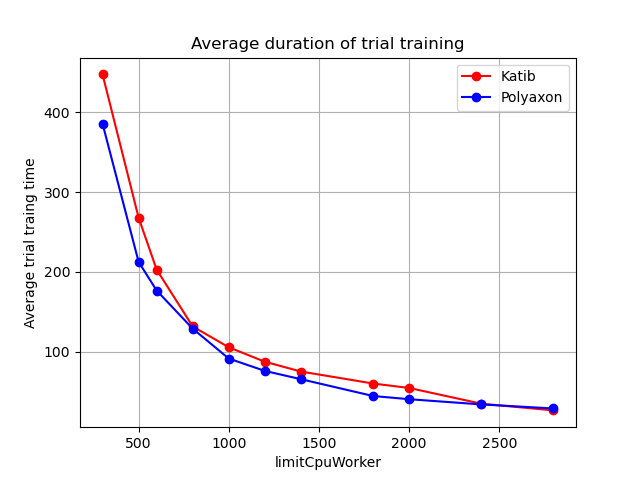 Average duration of trial training
Katib
Polyaxon
400
300
200
100
Average trial traing time
500
1000
1500
2000
2500
limitCpuWorker